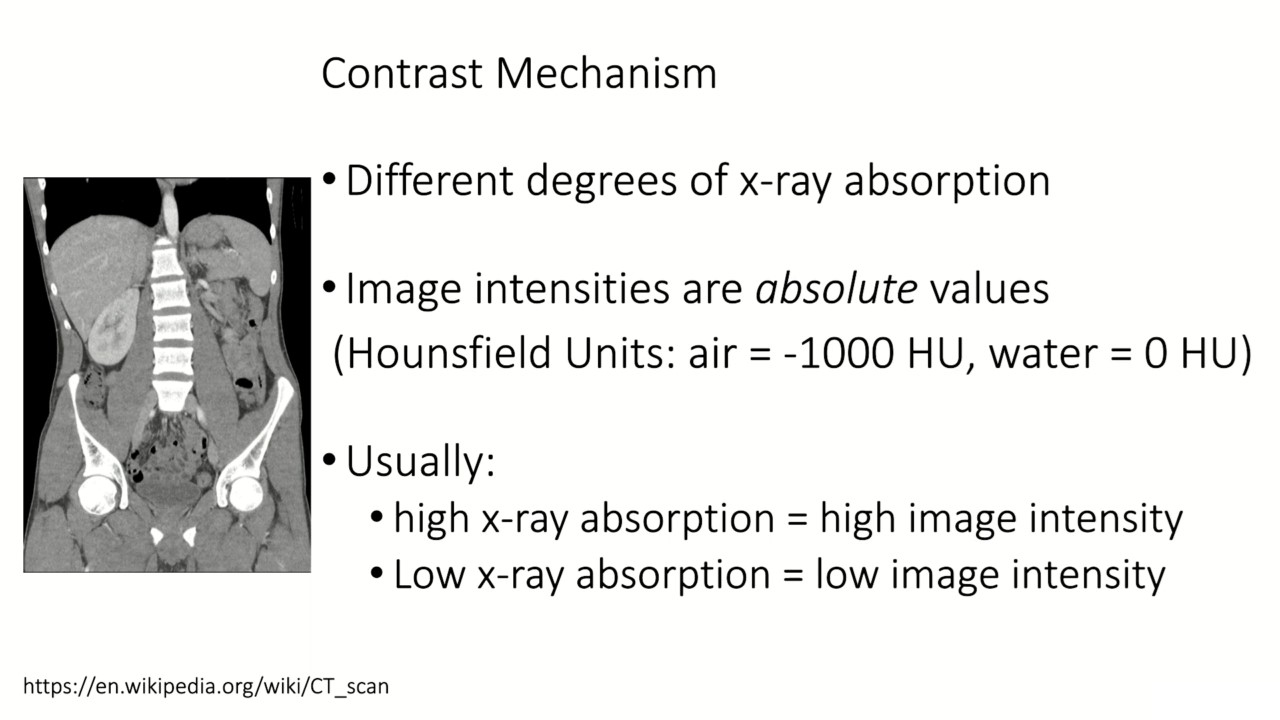 Contrast Mechanism
• Different degrees of x-ray absorption
• Image intensities are absolute values
(Hounsfield Units: air = -1000 HU, water = 0 HU)
• Usually:
• high x-ray absorption = high image intensity
• Low x-ray absorption = low image intensity
https://en.wikipedia.org/wiki/CT_scan